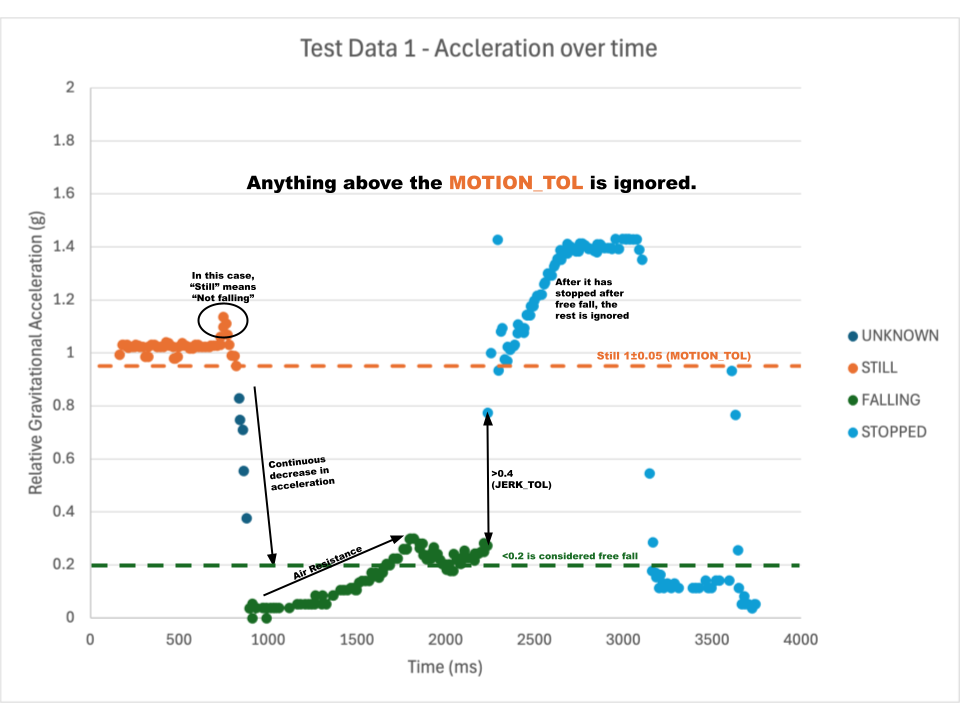 Test Data 1 - Accleration over time
2
1.8
1.6
1.4
1.2
1
0.8
0.6
0.4
0.2
0
Relative Gravitational Acceleration (g)
Anything above the MOTION_TOL is ignored.
In this case,
“Still” means
“Not falling”
After it has
stopped after
free fall, the
rest is ignored
Still 1±0.05 (MOTION_TOL)
Continuous
decrease in
acceleration
>0.4
(JERK_TOL)
Air Resistance
<0.2 is considered free fall
UNKNOWN
STILL
FALLING
STOPPED
0 500 1000 1500 2000 2500 3000 3500 4000
Time (ms)